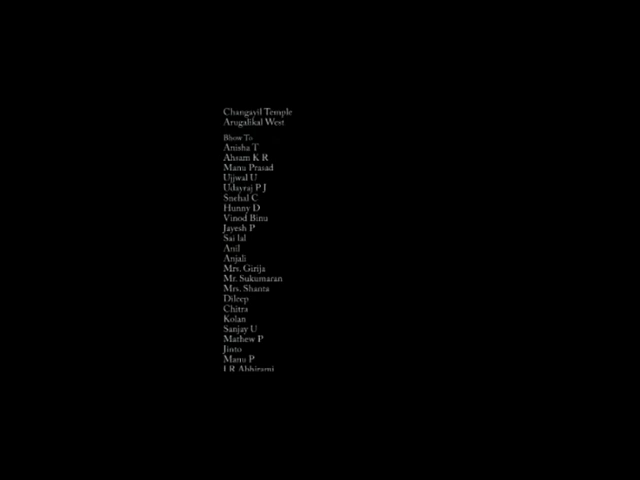 Changayil Temple
Arugalikal West
Bhow To
Anisha T
Ahsam K R
Manu Prasad
Ujjwal U
Udayraj P J
Snehal C
Hunny D
Vinod Binu
Jayesh P
Sai lal
Anil
Anjali
Mrs. Girija
Mr. Sukumaran
Mrs. Shanta
Dileep
Chitra
Kolan
Sanjay U
Mathew P
Jinto
Manu P
I R Abhirami